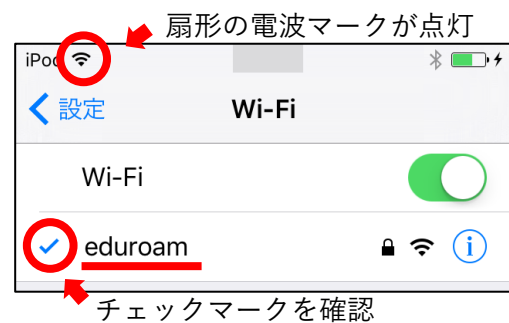 扇形の電波マークが点灯
iPod
設定 Wi-Fi
Wi-Fi
eduroam
チェックマークを確認